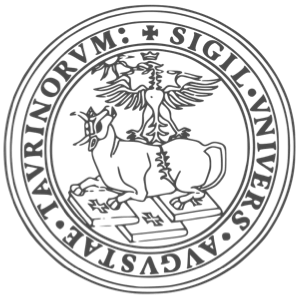 ✠ SIGIL · VNIVERS · AVGVSTAE · TAVRINORVM: